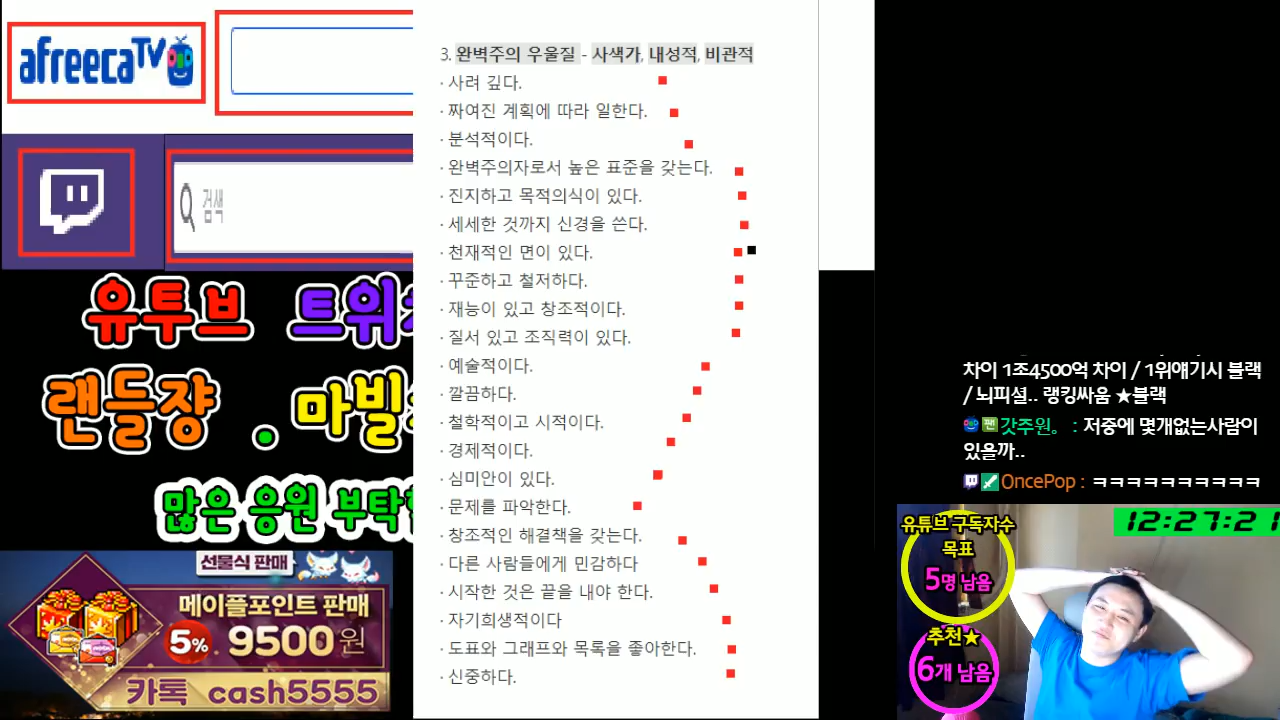 afreecaTV
검색
유튜브 트위
랜들쟝 . 마빌
많은 응원 부탁
선물식 판매
메이플포인트 판매
5% 9500원
카톡 cash5555
3. 완벽주의 우울질 - 사색가, 내성적, 비관적
· 사려 깊다.
· 짜여진 계획에 따라 일한다.
· 분석적이다.
· 완벽주의자로서 높은 표준을 갖는다.
· 진지하고 목적의식이 있다.
· 세세한 것까지 신경을 쓴다.
· 천재적인 면이 있다.
· 꾸준하고 철저하다.
· 재능이 있고 창조적이다.
· 질서 있고 조직력이 있다.
· 예술적이다.
· 깔끔하다.
· 철학적이고 시적이다.
· 경제적이다.
· 심미안이 있다.
· 문제를 파악한다.
· 창조적인 해결책을 갖는다.
· 다른 사람들에게 민감하다
· 시작한 것은 끝을 내야 한다.
· 자기희생적이다
· 도표와 그래프와 목록을 좋아한다.
· 신중하다.
차이 1조4500억 차이 / 1위얘기시 블랙
/ 뇌피셜.. 랭킹싸움 ★블랙
팬 갓주원。 : 저중에 몇개없는사람이
있을까..
OncePop : ㅋㅋㅋㅋㅋㅋㅋㅋㅋㅋ
12:27:21
유튜브 구독자수
목표
5명 남음
추천★
6개 남음